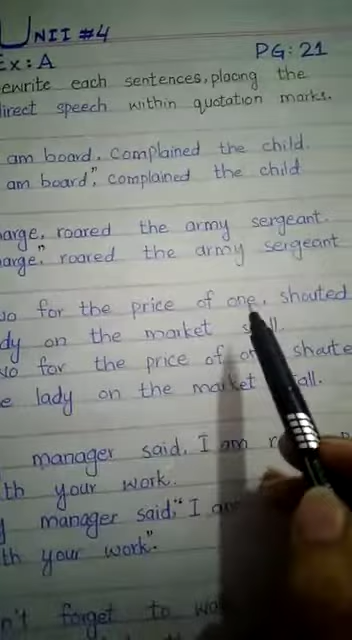 UNIT #4
Ex: A PG: 21
ewrite each sentences, placing the
irect speech within quotation marks.
am board, complained the child.
am board", complained the child
arge, roared the army sergeant.
arge", roared the army sergeant
wo for the price of one, shouted
dy on the market
wo for the price of shoute
e lady on the market
manager said, I am
th your work.
manager said," I
th your work".
n't forget to